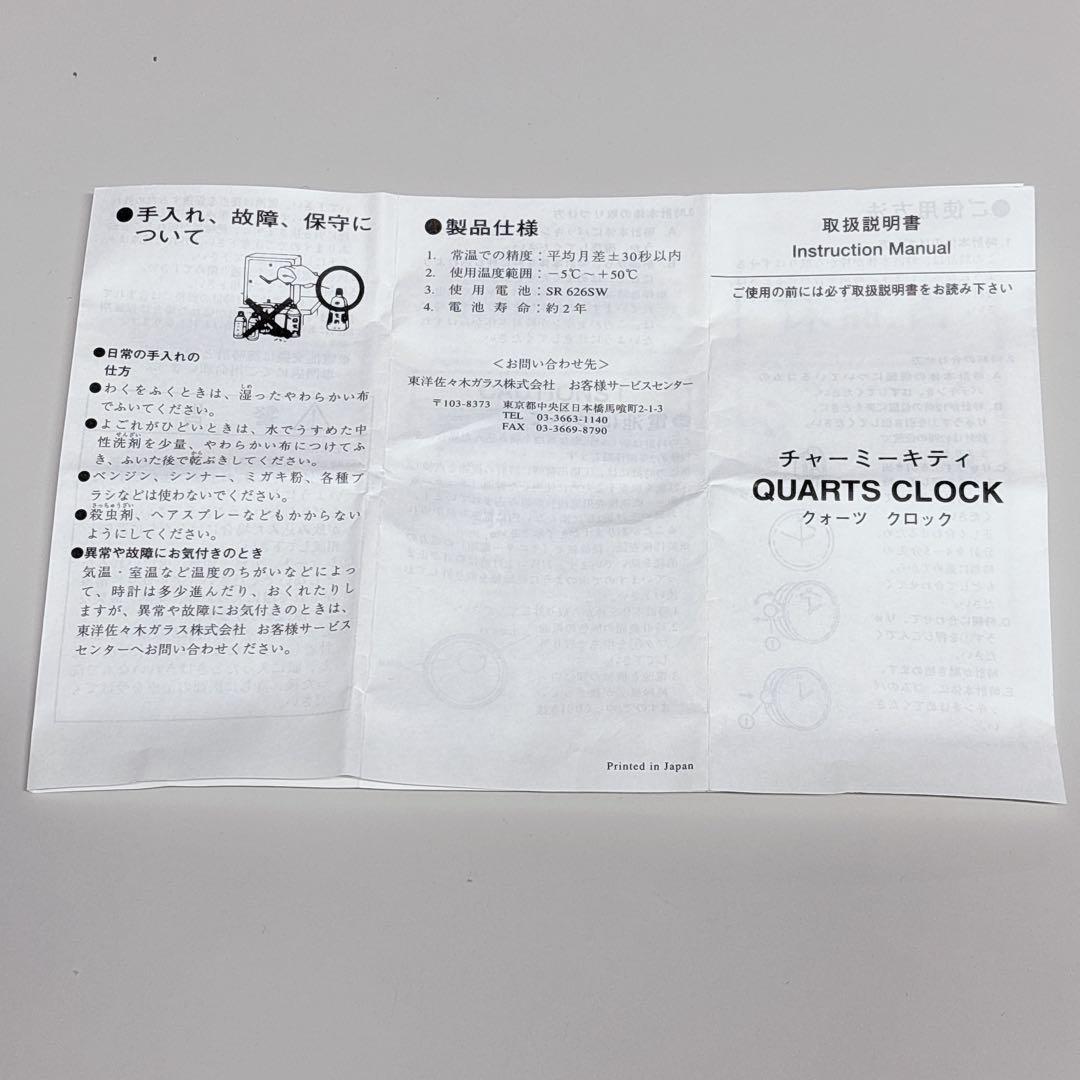 ●手入れ、故障、保守に
ついて
●日常の手入れの
仕方
●わくをふくときは、湿ったやわらかい布
でふいてください。
●よごれがひどいときは、水でうすめた中
性洗剤を少量、やわらかい布につけてふ
き、ふいた後で乾ぶきしてください。
●ベンジン、シンナー、ミガキ粉、各種ブ
ラシなどは使わないでください。
●殺虫剤、ヘアスプレーなどもかからない
ようにしてください。
●異常や故障にお気付きのとき
気温・室温など温度のちがいなどによっ
て、時計は多少進んだり、おくれたりし
ますが、異常や故障にお気付きのときは、
東洋佐々木ガラス株式会社 お客様サービス
センターへお問い合わせください。
●製品仕様
1. 常温での精度：平均月差±30秒以内
2. 使用温度範囲：－5℃～＋50℃
3. 使用電池：SR 626SW
4. 電池寿命：約2年
＜お問い合わせ先＞
東洋佐々木ガラス株式会社 お客様サービスセンター
〒103-8373 東京都中央区日本橋馬喰町2-1-3
TEL 03-3663-1140
FAX 03-3669-8790
Printed in Japan
取扱説明書
Instruction Manual
ご使用の前には必ず取扱説明書をお読み下さい
チャーミーキティ
QUARTS CLOCK
クォーツ クロック